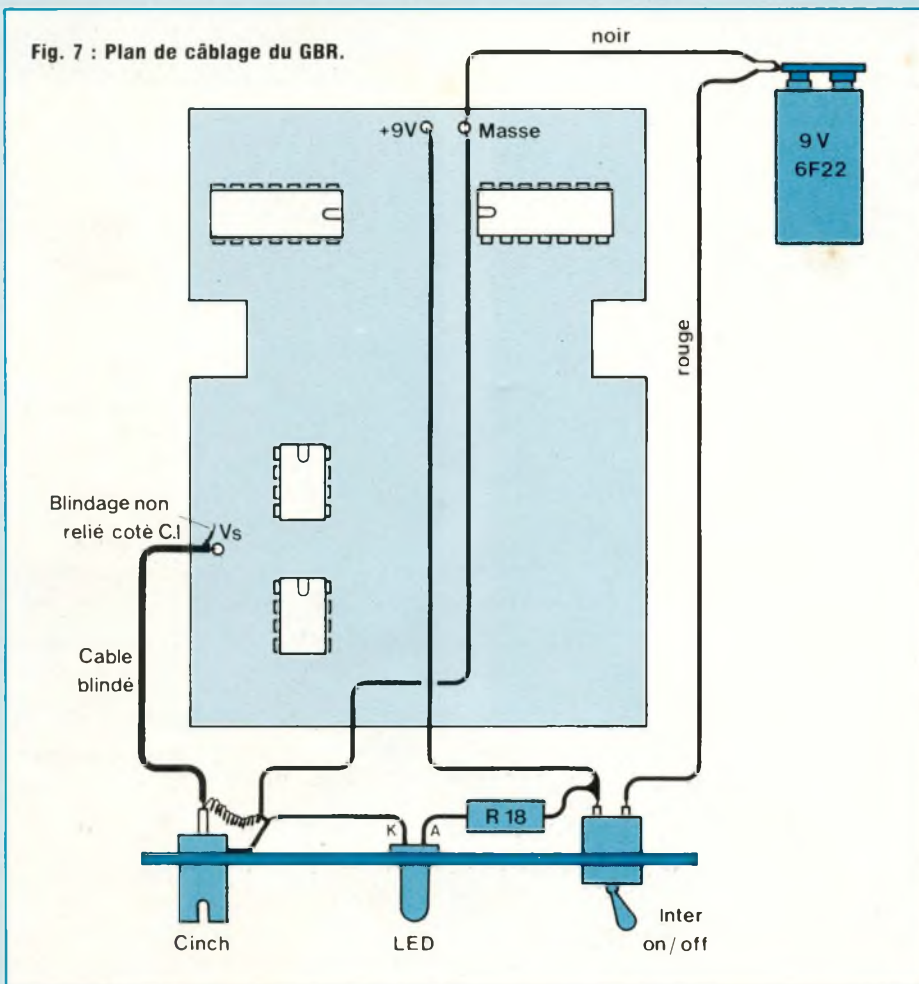 Fig. 7 : Plan de câblage du GBR.
noir
+9V
Masse
9 V
6F22
rouge
Blindage non
relié coté C.I
Vs
Cable
blindé
R 18
K
A
Inter
on / off
Cinch
LED